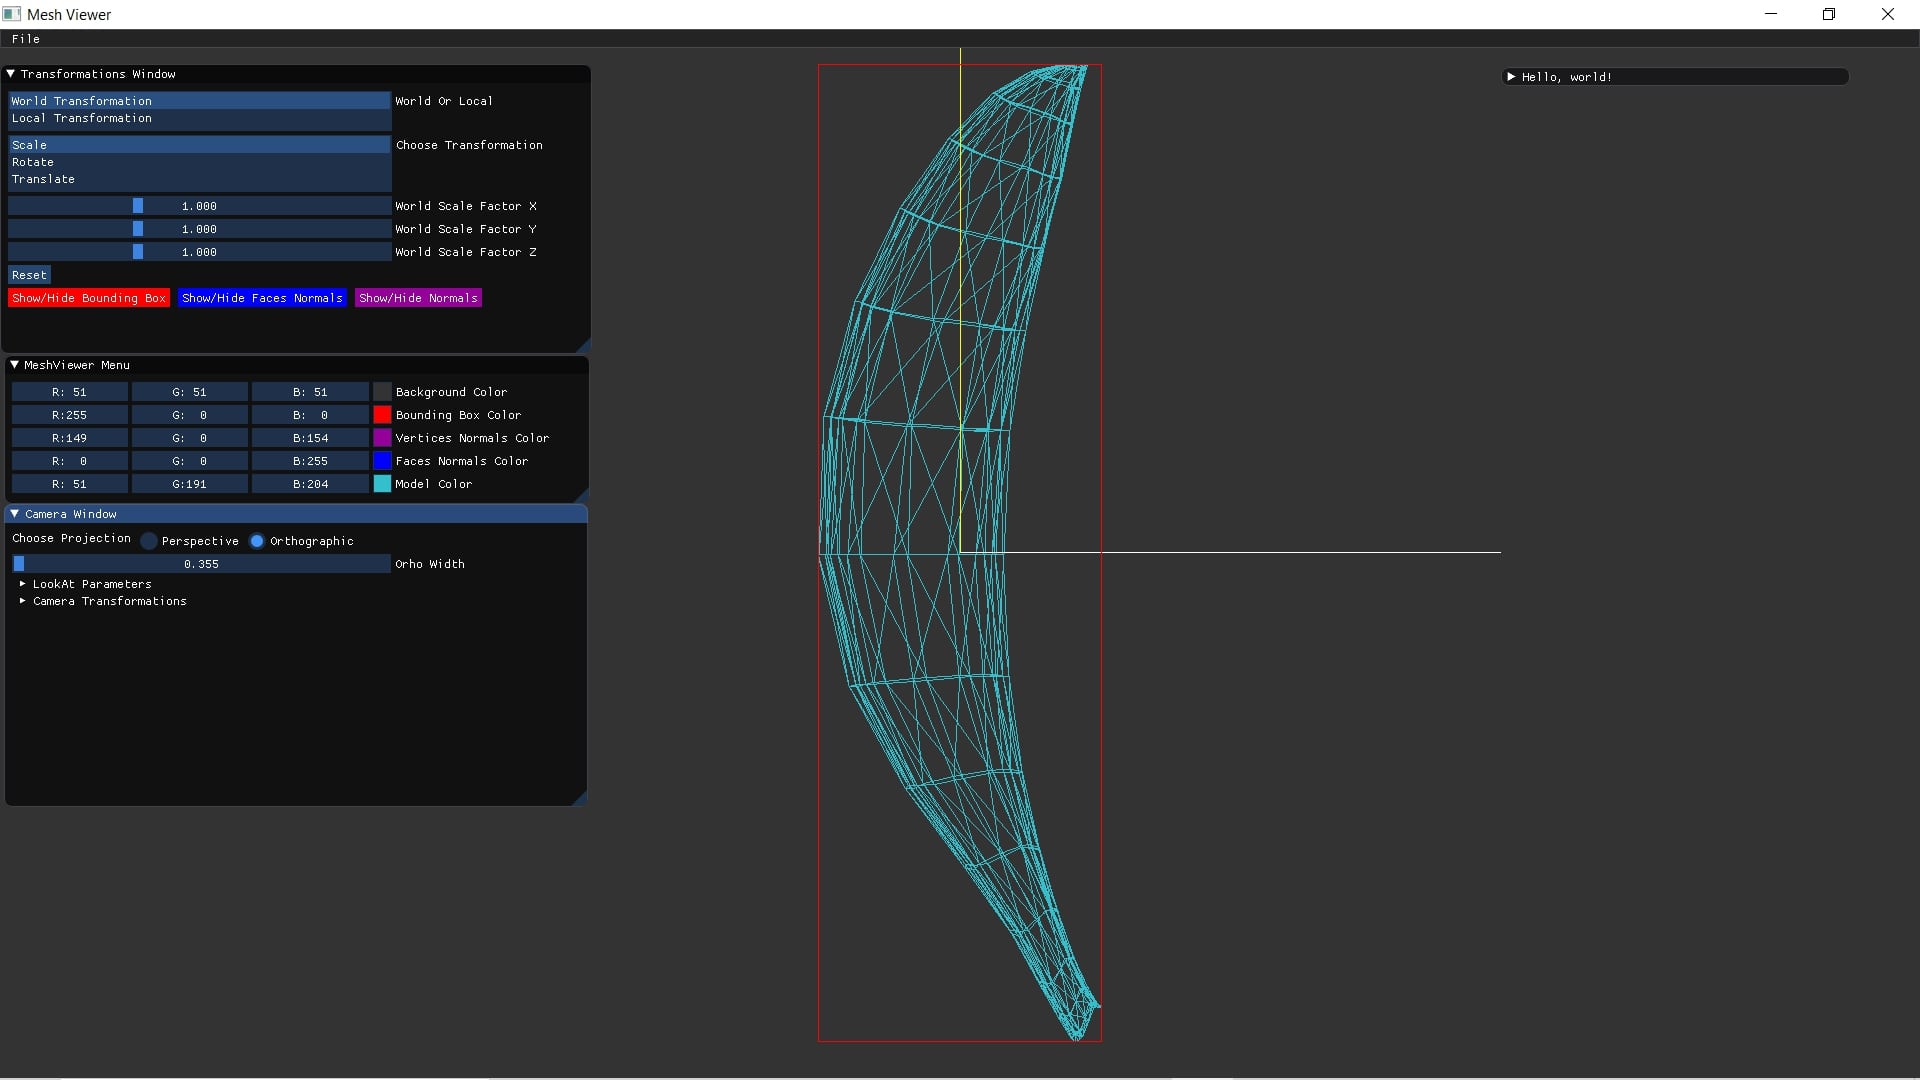 Mesh Viewer
File
Transformations Window
World Transformation World Or Local
Local Transformation
Scale Choose Transformation
Rotate
Translate
1.000 World Scale Factor X
1.000 World Scale Factor Y
1.000 World Scale Factor Z
Reset
Show/Hide Bounding Box Show/Hide Faces Normals Show/Hide Normals
MeshViewer Menu
R: 51 G: 51 B: 51 Background Color
R:255 G: 0 B: 0 Bounding Box Color
R:149 G: 0 B:154 Vertices Normals Color
R: 0 G: 0 B:255 Faces Normals Color
R: 51 G:191 B:204 Model Color
Camera Window
Choose Projection Perspective Orthographic
0.355 Orho Width
LookAt Parameters
Camera Transformations
Hello, world!